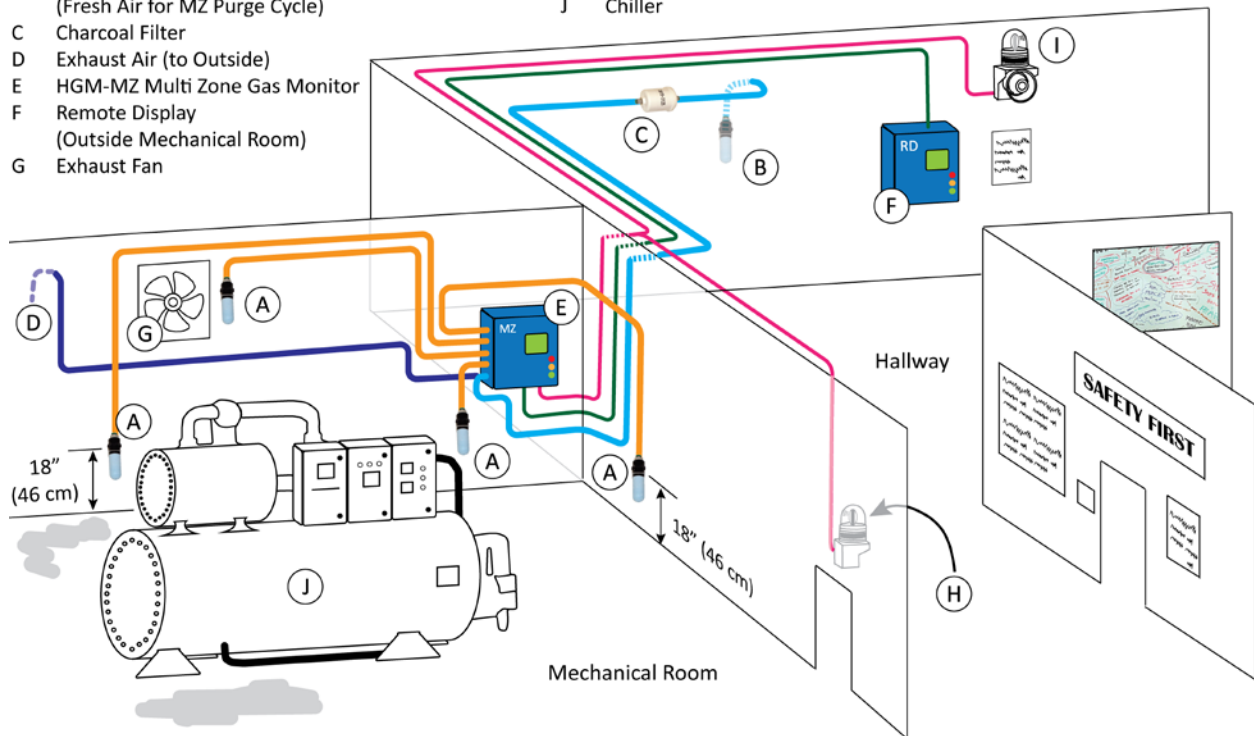 (Fresh Air for MZ Purge Cycle)
C Charcoal Filter
D Exhaust Air (to Outside)
E HGM-MZ Multi Zone Gas Monitor
F Remote Display
(Outside Mechanical Room)
G Exhaust Fan
J Chiller
I
C
B
RD
F
D
G
A
E
MZ
Hallway
SAFETY FIRST
A
A
A
18"
(46 cm)
18" (46 cm)
J
H
Mechanical Room